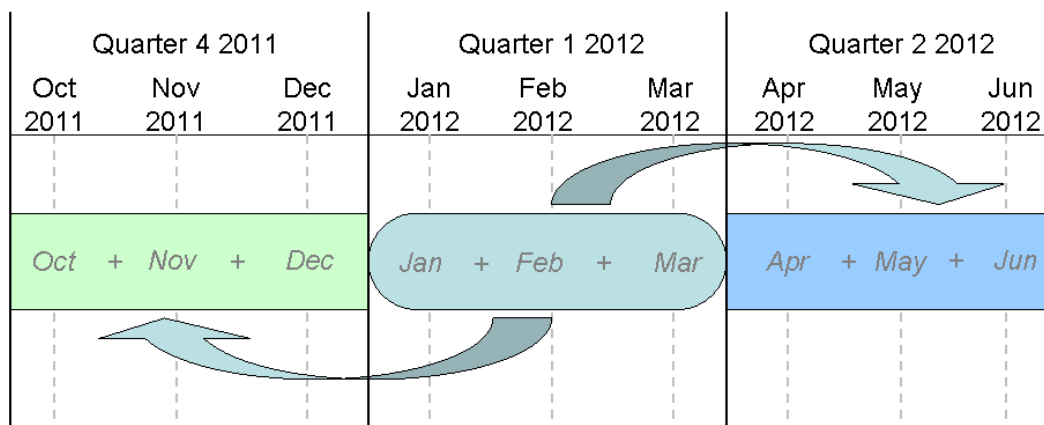 Quarter 4 2011 Quarter 1 2012 Quarter 2 2012
Oct Nov Dec Jan Feb Mar Apr May Jun
2011 2011 2011 2012 2012 2012 2012 2012 2012
Oct + Nov + Dec Jan + Feb + Mar Apr + May + Jun